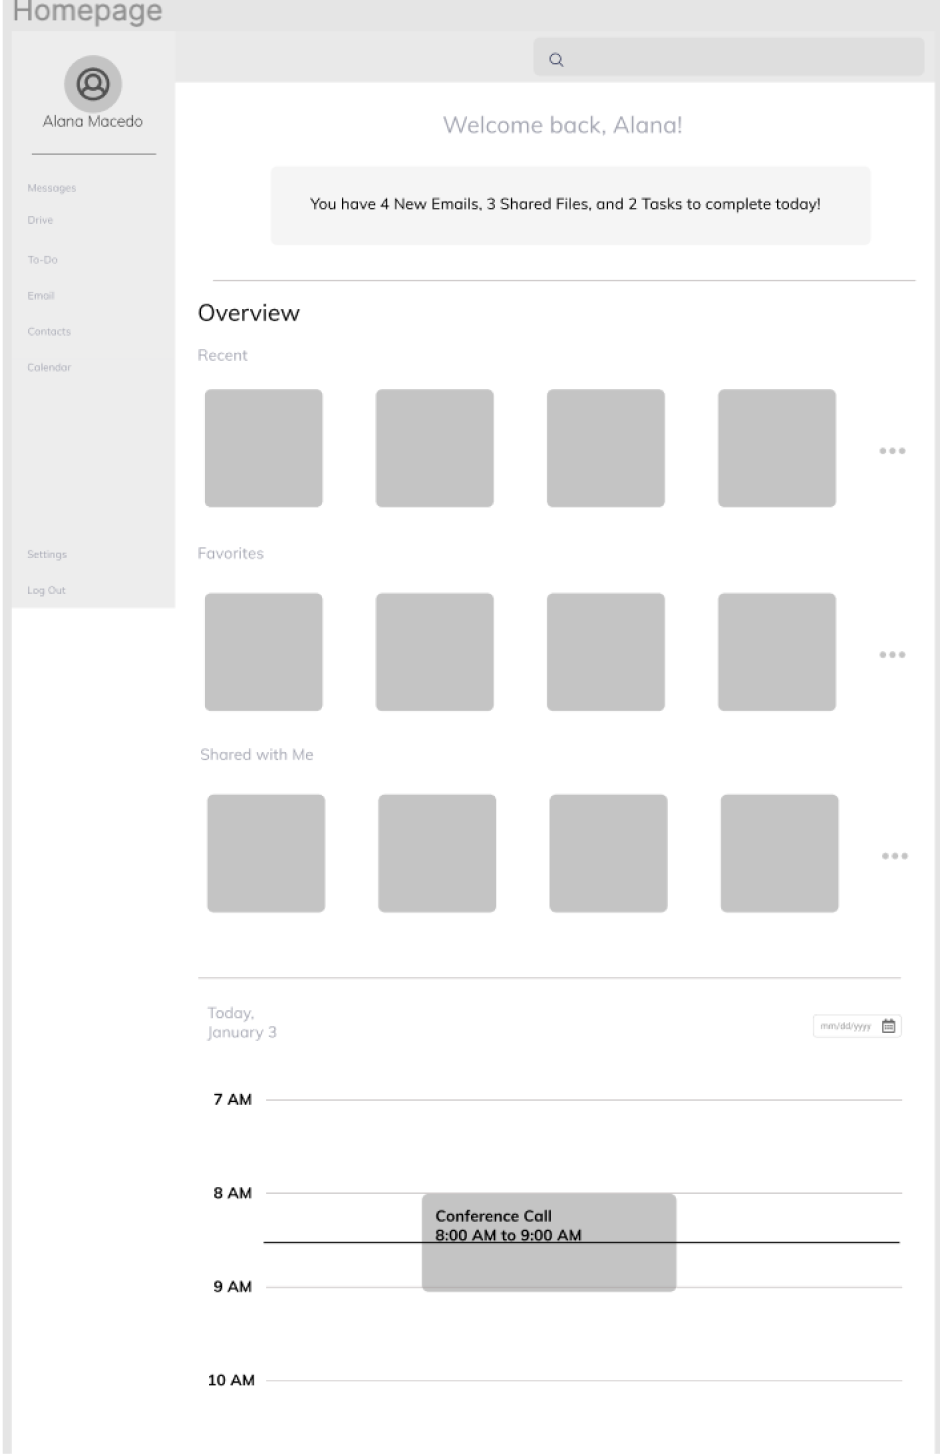 Homepage
Alana Macedo
Messages
Drive
To-Do
Email
Contacts
Calendar
Settings
Log Out
Welcome back, Alana!
You have 4 New Emails, 3 Shared Files, and 2 Tasks to complete today!
Overview
Recent
Favorites
Shared with Me
Today,
January 3
mm/dd/yyyy
7 AM
8 AM
Conference Call
8:00 AM to 9:00 AM
9 AM
10 AM